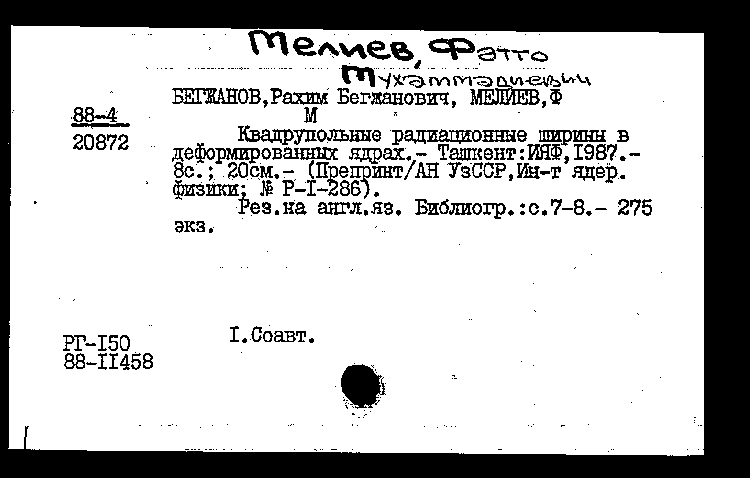 Мелиев, Фатто
Мухаммадиевич
БЕГЖАНОВ,Рахим Бегжанович, МЕЛИЕВ,Ф
М
88-4
20872
Квадрупольные радиационные ширины в
деформированных ядрах.- Ташкент:ИЯФ,1987.-
8с.; 20см.- (Препринт/АН УзССР,Ин-т ядер.
физики; № Р-I-286).
Рез.на англ.яз. Библиогр.:с.7-8.- 275
экз.
I.Соавт.
РГ-I50
88-II458